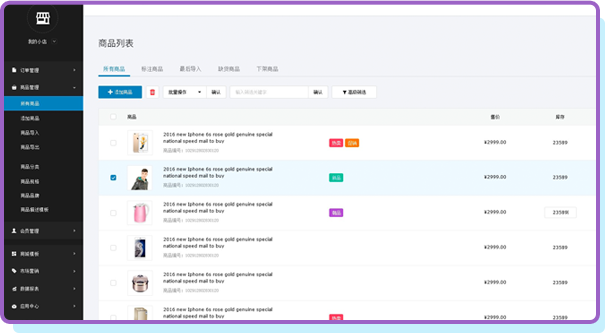 我的小店
订单管理
商品管理
所有商品
添加商品
商品导入
商品导出
商品分类
商品规格
商品品牌
商品描述模板
会员管理
商城模板
市场营销
数据报表
应用中心
商品列表
所有商品
标注商品
最后导入
缺货商品
下架商品
添加商品
批量操作
确认
确认
高级筛选
商品
售价
库存
2016 new Iphone 6s rose gold genuine special
national speed mail to buy
商品编号:
热卖
¥2999.00
23589
2016 new Iphone 6s rose gold genuine special
national speed mail to buy
商品编号:
新品
¥2999.00
23589
2016 new Iphone 6s rose gold genuine special
national speed mail to buy
商品编号:
精品
¥2999.00
23589
2016 new Iphone 6s rose gold genuine special
national speed mail to buy
商品编号:
¥2999.00
23589
2016 new Iphone 6s rose gold genuine special
national speed mail to buy
商品编号:
¥2999.00
23589
2016 new Iphone 6s rose gold genuine special
national speed mail to buy
热卖
¥2999.00
23589